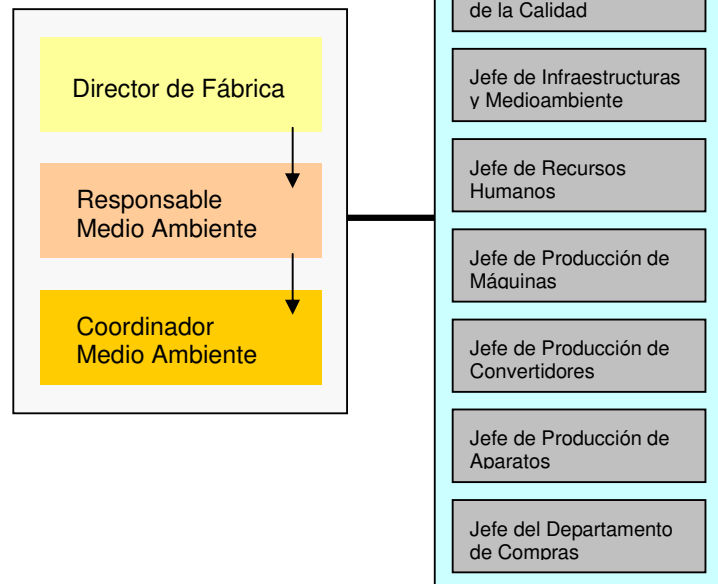 Director de Fábrica
Responsable
Medio Ambiente
Coordinador
Medio Ambiente
de la Calidad
Jefe de Infraestructuras
y Medioambiente
Jefe de Recursos
Humanos
Jefe de Producción de
Máquinas
Jefe de Producción de
Convertidores
Jefe de Producción de
Aparatos
Jefe del Departamento
de Compras